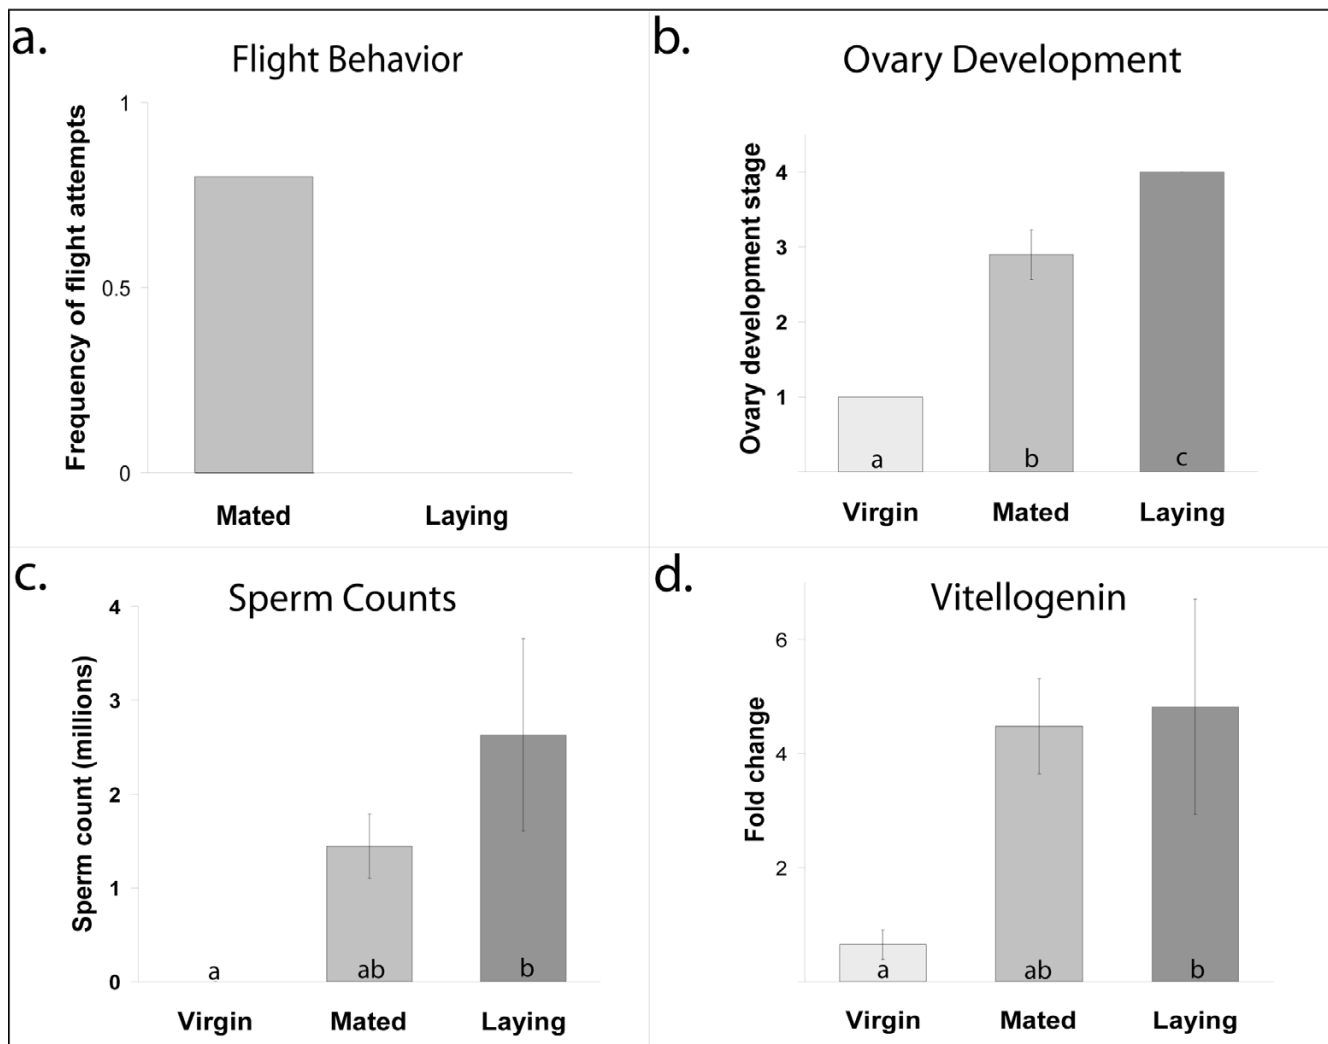 a.
Flight Behavior
Frequency of flight attempts
1
0.5
0
Mated Laying
b.
Ovary Development
Ovary development stage
4
3
2
1
a b c
Virgin Mated Laying
c.
Sperm Counts
Sperm count (millions)
4
3
2
1
0
a ab b
Virgin Mated Laying
d.
Vitellogenin
Fold change
6
4
2
a ab b
Virgin Mated Laying